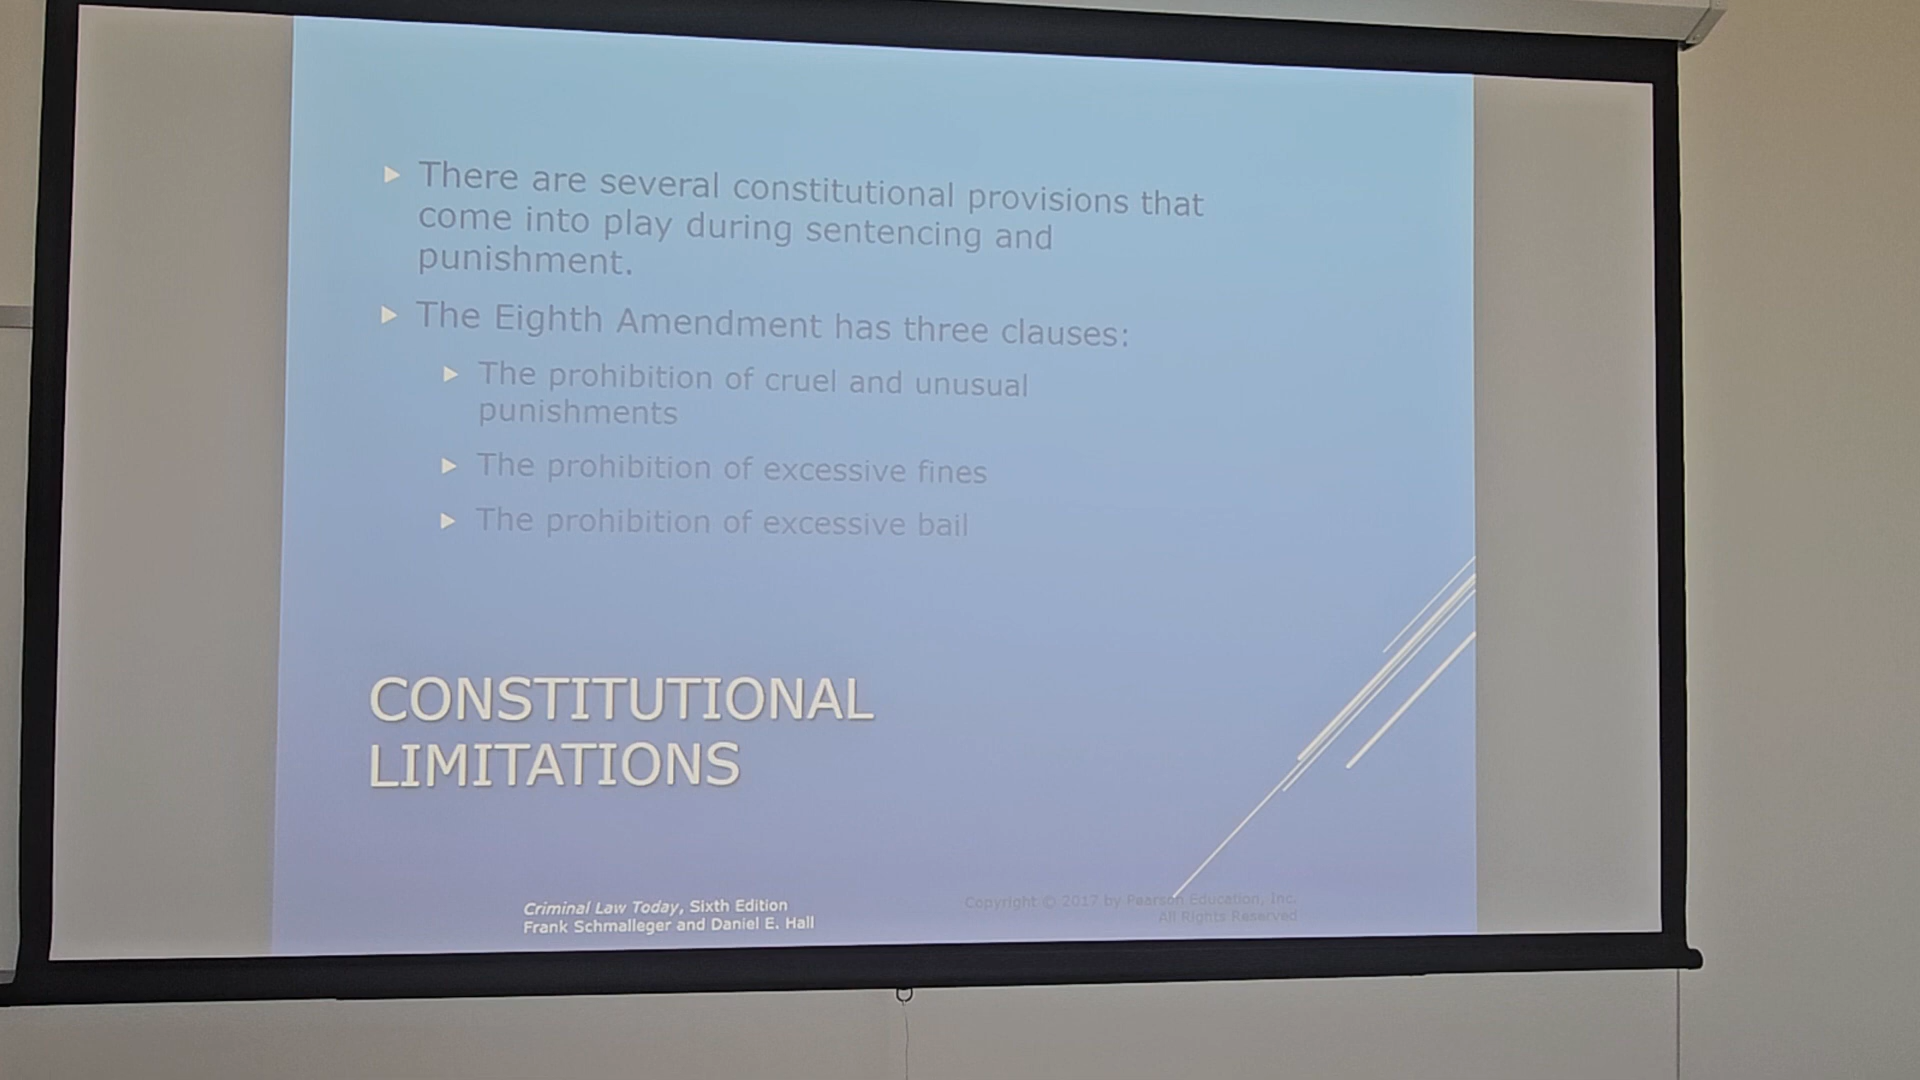 ▶ There are several constitutional provisions that
come into play during sentencing and
punishment.
▶ The Eighth Amendment has three clauses:
▶ The prohibition of cruel and unusual
punishments
▶ The prohibition of excessive fines
▶ The prohibition of excessive bail
CONSTITUTIONAL
LIMITATIONS
Criminal Law Today, Sixth Edition
Frank Schmalleger and Daniel E. Hall
Copyright © 2017 by Pearson Education, Inc.
All Rights Reserved